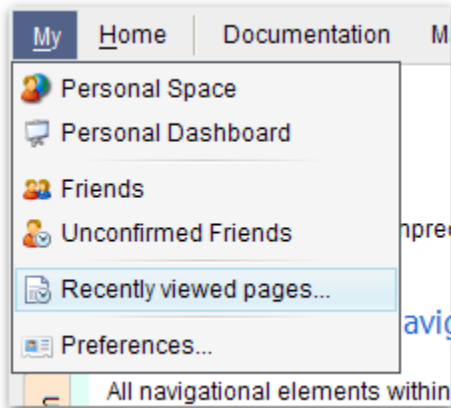 My Home Documentation
Personal Space
Personal Dashboard
Friends
Unconfirmed Friends
Recently viewed pages...
Preferences...
All navigational elements within